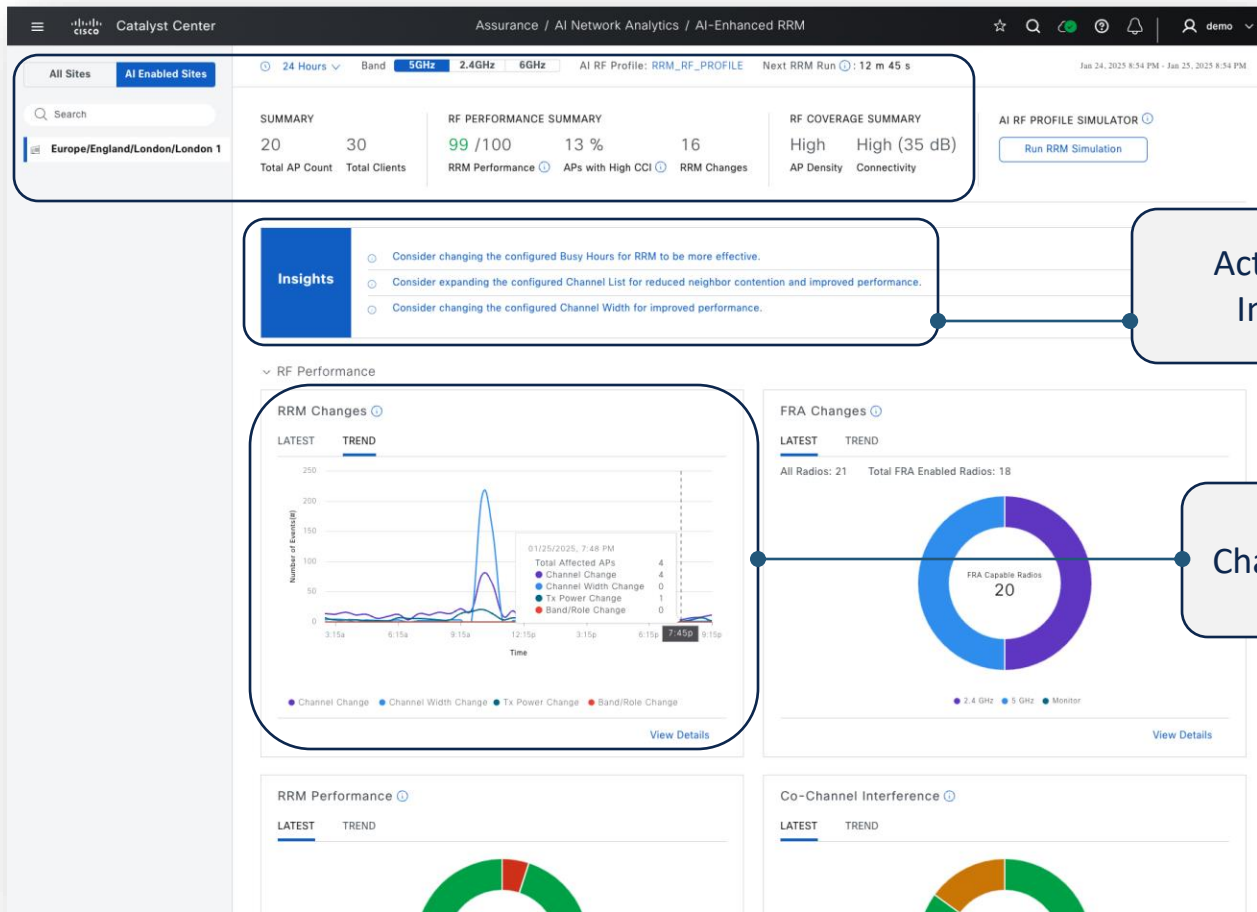 cisco Catalyst Center
Assurance / AI Network Analytics / AI-Enhanced RRM
demo
All Sites AI Enabled Sites
Search
Europe/England/London/London 1
24 Hours Band 5GHz 2.4GHz 6GHz AI RF Profile: RRM_RF_PROFILE Next RRM Run : 12 m 45 s
Jan 24, 2025 8:54 PM - Jan 25, 2025 8:54 PM
SUMMARY
20 30
Total AP Count Total Clients
RF PERFORMANCE SUMMARY
99 /100 13 % 16
RRM Performance APs with High CCI RRM Changes
RF COVERAGE SUMMARY
High High (35 dB)
AP Density Connectivity
AI RF PROFILE SIMULATOR
Run RRM Simulation
Insights
Consider changing the configured Busy Hours for RRM to be more effective.
Consider expanding the configured Channel List for reduced neighbor contention and improved performance.
Consider changing the configured Channel Width for improved performance.
Act
In
RF Performance
RRM Changes
LATEST TREND
Number of Events(#)
250
200
150
100
50
0
01/25/2025, 7:48 PM
Total Affected APs 4
Channel Change 4
Channel Width Change 0
Tx Power Change 1
Band/Role Change 0
3:15a 6:15a 9:15a 12:15p 3:15p 6:15p 7:45p 9:15p
Time
Channel Change Channel Width Change Tx Power Change Band/Role Change
View Details
FRA Changes
LATEST TREND
All Radios: 21 Total FRA Enabled Radios: 18
FRA Capable Radios
20
2.4 GHz 5 GHz Monitor
View Details
Cha
RRM Performance
LATEST TREND
Co-Channel Interference
LATEST TREND